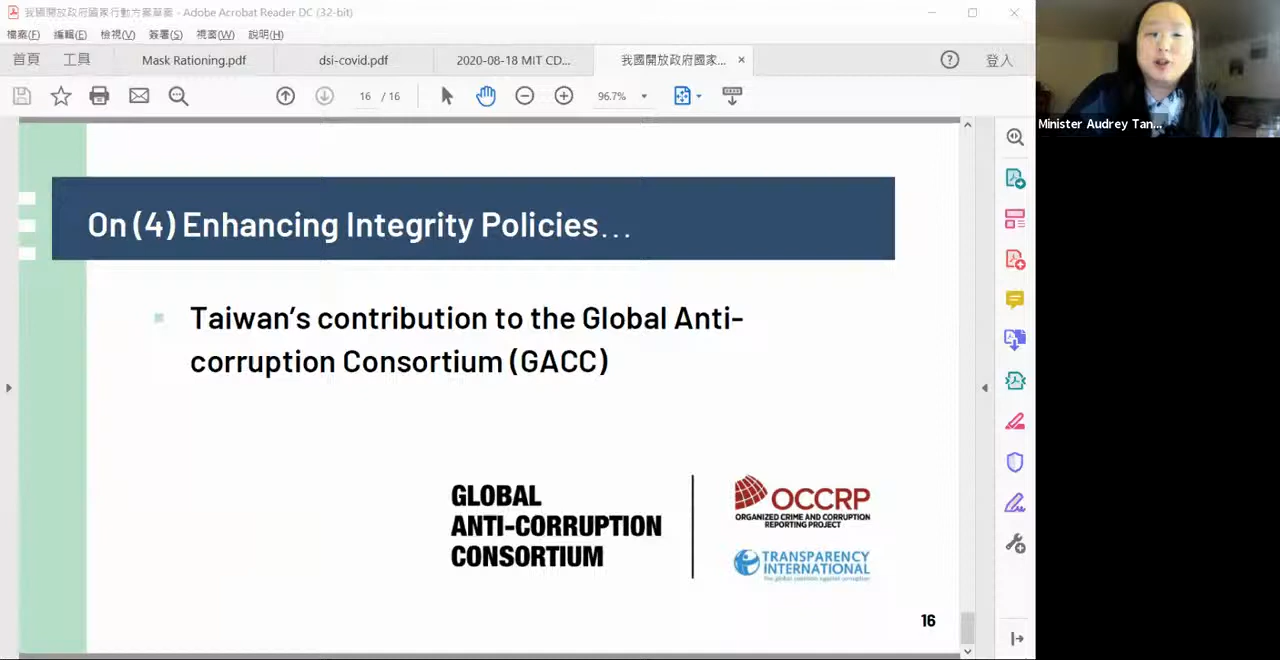 我國開放政府國家行動方案草案 - Adobe Acrobat Reader DC (32-bit)
檔案(F) 編輯(E) 檢視(V) 簽署(S) 視窗(W) 說明(H)
首頁 工具 Mask Rationing.pdf dsi-covid.pdf 2020-08-18 MIT CD... 我國開放政府國家... × 登入
16 / 16 96.7%
Minister Audrey Tan...
On (4) Enhancing Integrity Policies...
Taiwan's contribution to the Global Anti-
corruption Consortium (GACC)
GLOBAL
ANTI-CORRUPTION
CONSORTIUM
OCCRP
ORGANIZED CRIME AND CORRUPTION
REPORTING PROJECT
TRANSPARENCY
INTERNATIONAL
the global coalition against corruption
16